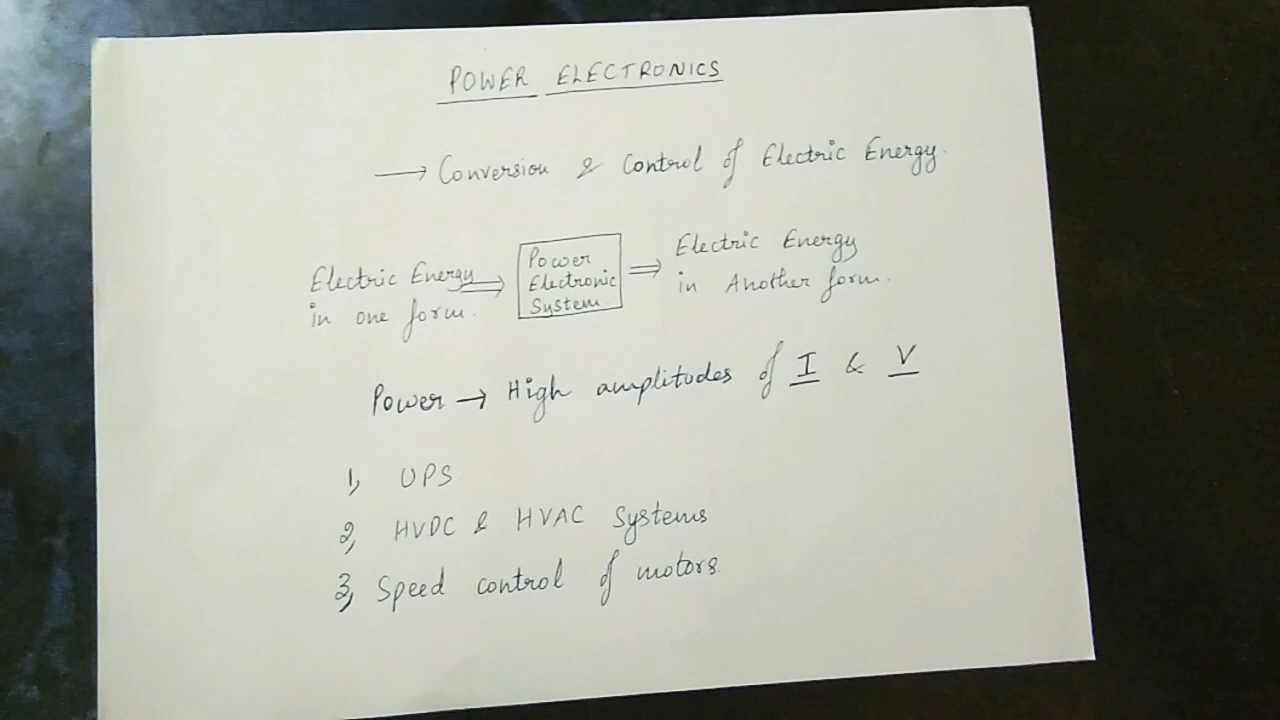 POWER ELECTRONICS
→ Conversion & Control of Electric Energy.
Electric Energy
in one form.
⇒
Power
Electronic
System
⇒
Electric Energy
in Another form.
Power → High amplitudes of I & V
1, UPS
2, HVDC & HVAC Systems
3, Speed control of motors